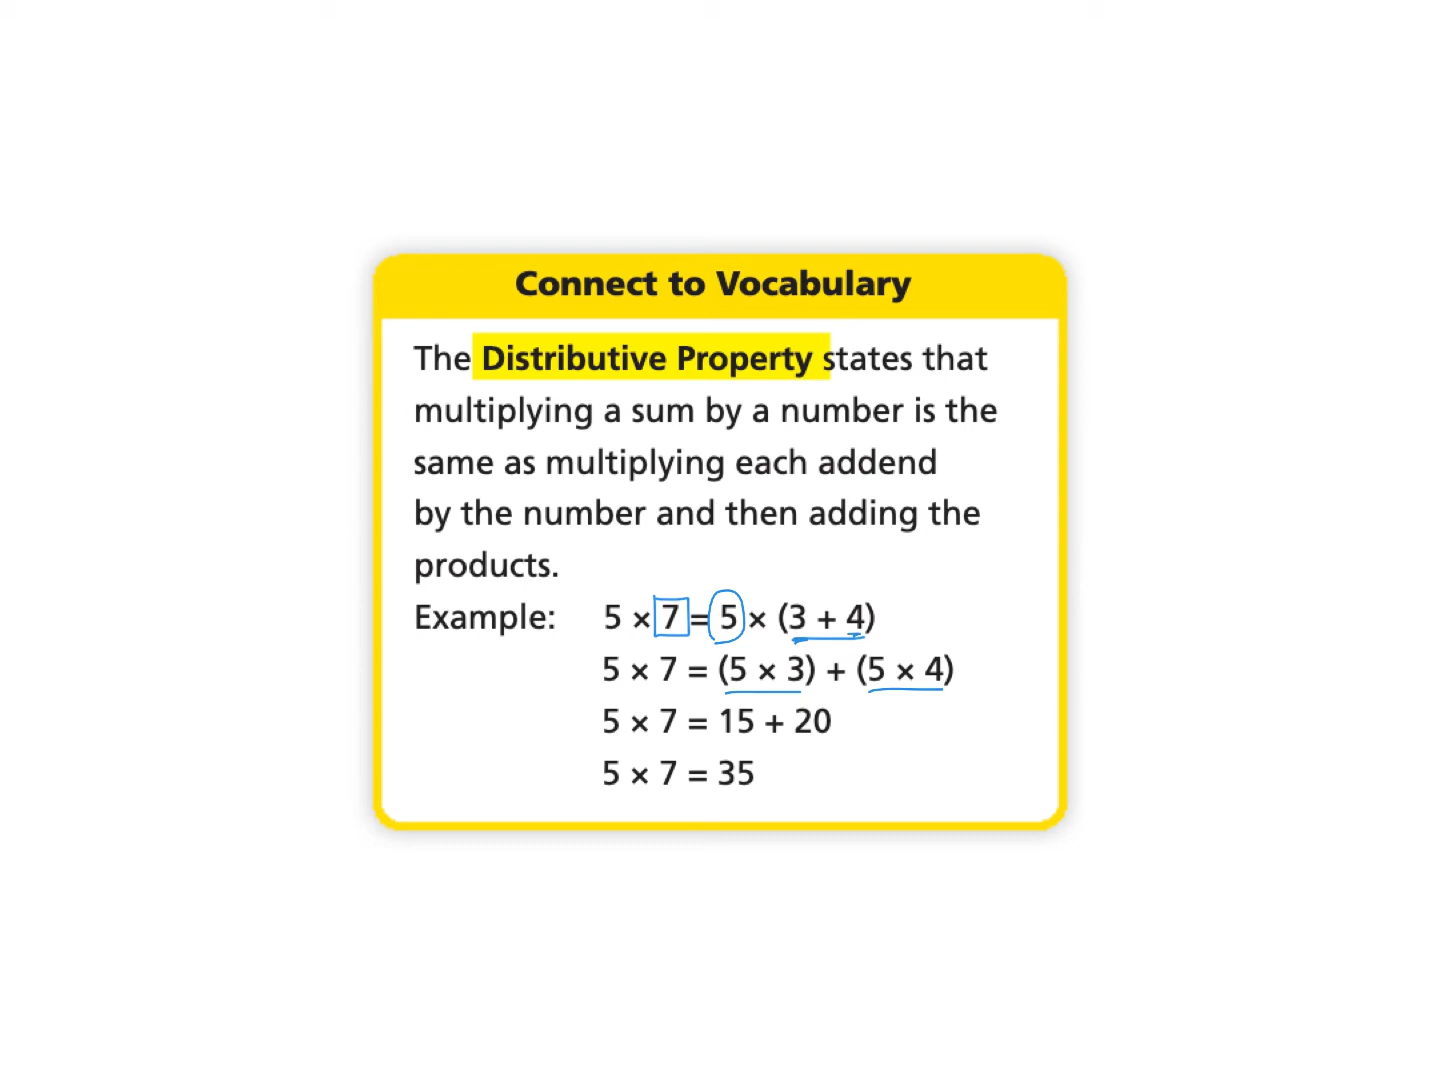 Connect to Vocabulary
The Distributive Property states that
multiplying a sum by a number is the
same as multiplying each addend
by the number and then adding the
products.
Example: 5 × 7 = 5 × (3 + 4)
5 × 7 = (5 × 3) + (5 × 4)
5 × 7 = 15 + 20
5 × 7 = 35